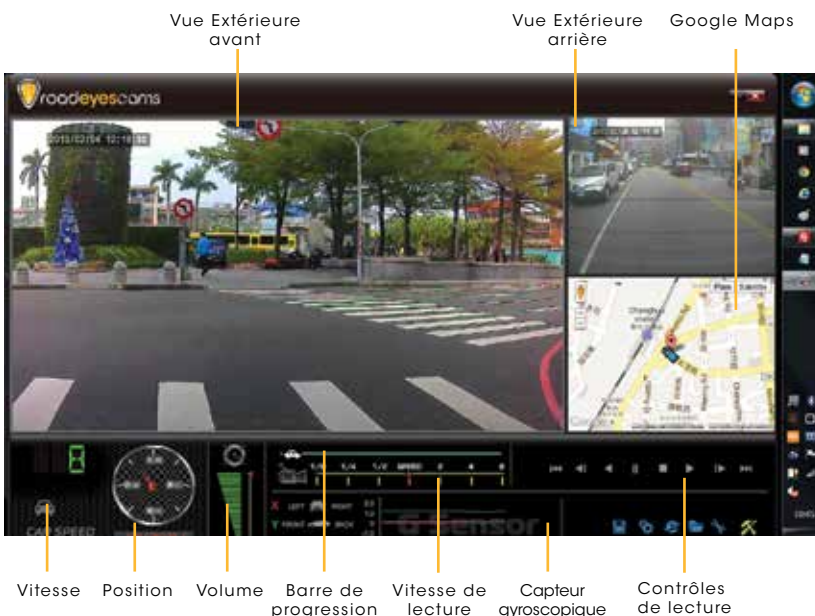 Vue Extérieure
avant
Vue Extérieure
arrière
Google Maps
roadeyescams
Changhua
1/4
1/2
SPEED
2
4
8
8
CAR SPEED
X LEFT RIGHT
Y FRONT BACK
G Sensor
Vitesse
Position
Volume
Barre de
progression
Vitesse de
lecture
Capteur
gyroscopique
Contrôles
de lecture